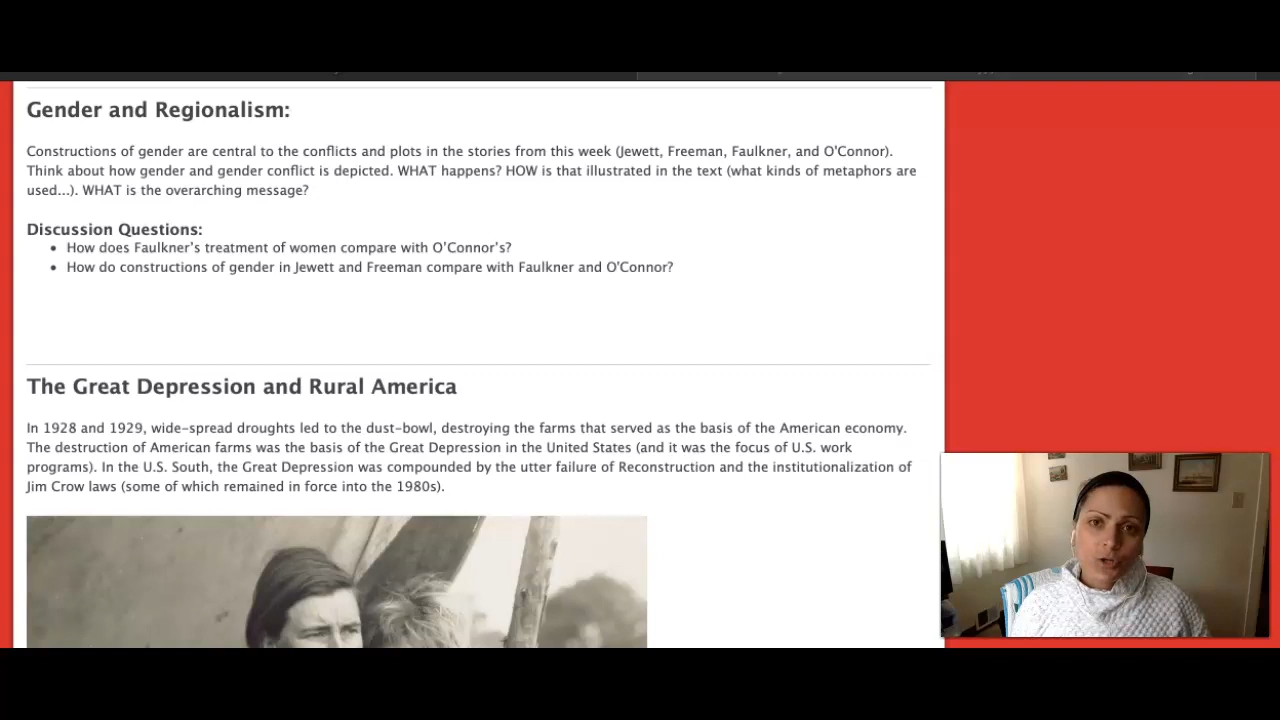 Gender and Regionalism:
Constructions of gender are central to the conflicts and plots in the stories from this week (Jewett, Freeman, Faulkner, and O'Connor).
Think about how gender and gender conflict is depicted. WHAT happens? HOW is that illustrated in the text (what kinds of metaphors are
used...). WHAT is the overarching message?
Discussion Questions:
• How does Faulkner’s treatment of women compare with O’Connor’s?
• How do constructions of gender in Jewett and Freeman compare with Faulkner and O'Connor?
The Great Depression and Rural America
In 1928 and 1929, wide-spread droughts led to the dust-bowl, destroying the farms that served as the basis of the American economy.
The destruction of American farms was the basis of the Great Depression in the United States (and it was the focus of U.S. work
programs). In the U.S. South, the Great Depression was compounded by the utter failure of Reconstruction and the institutionalization of
Jim Crow laws (some of which remained in force into the 1980s).